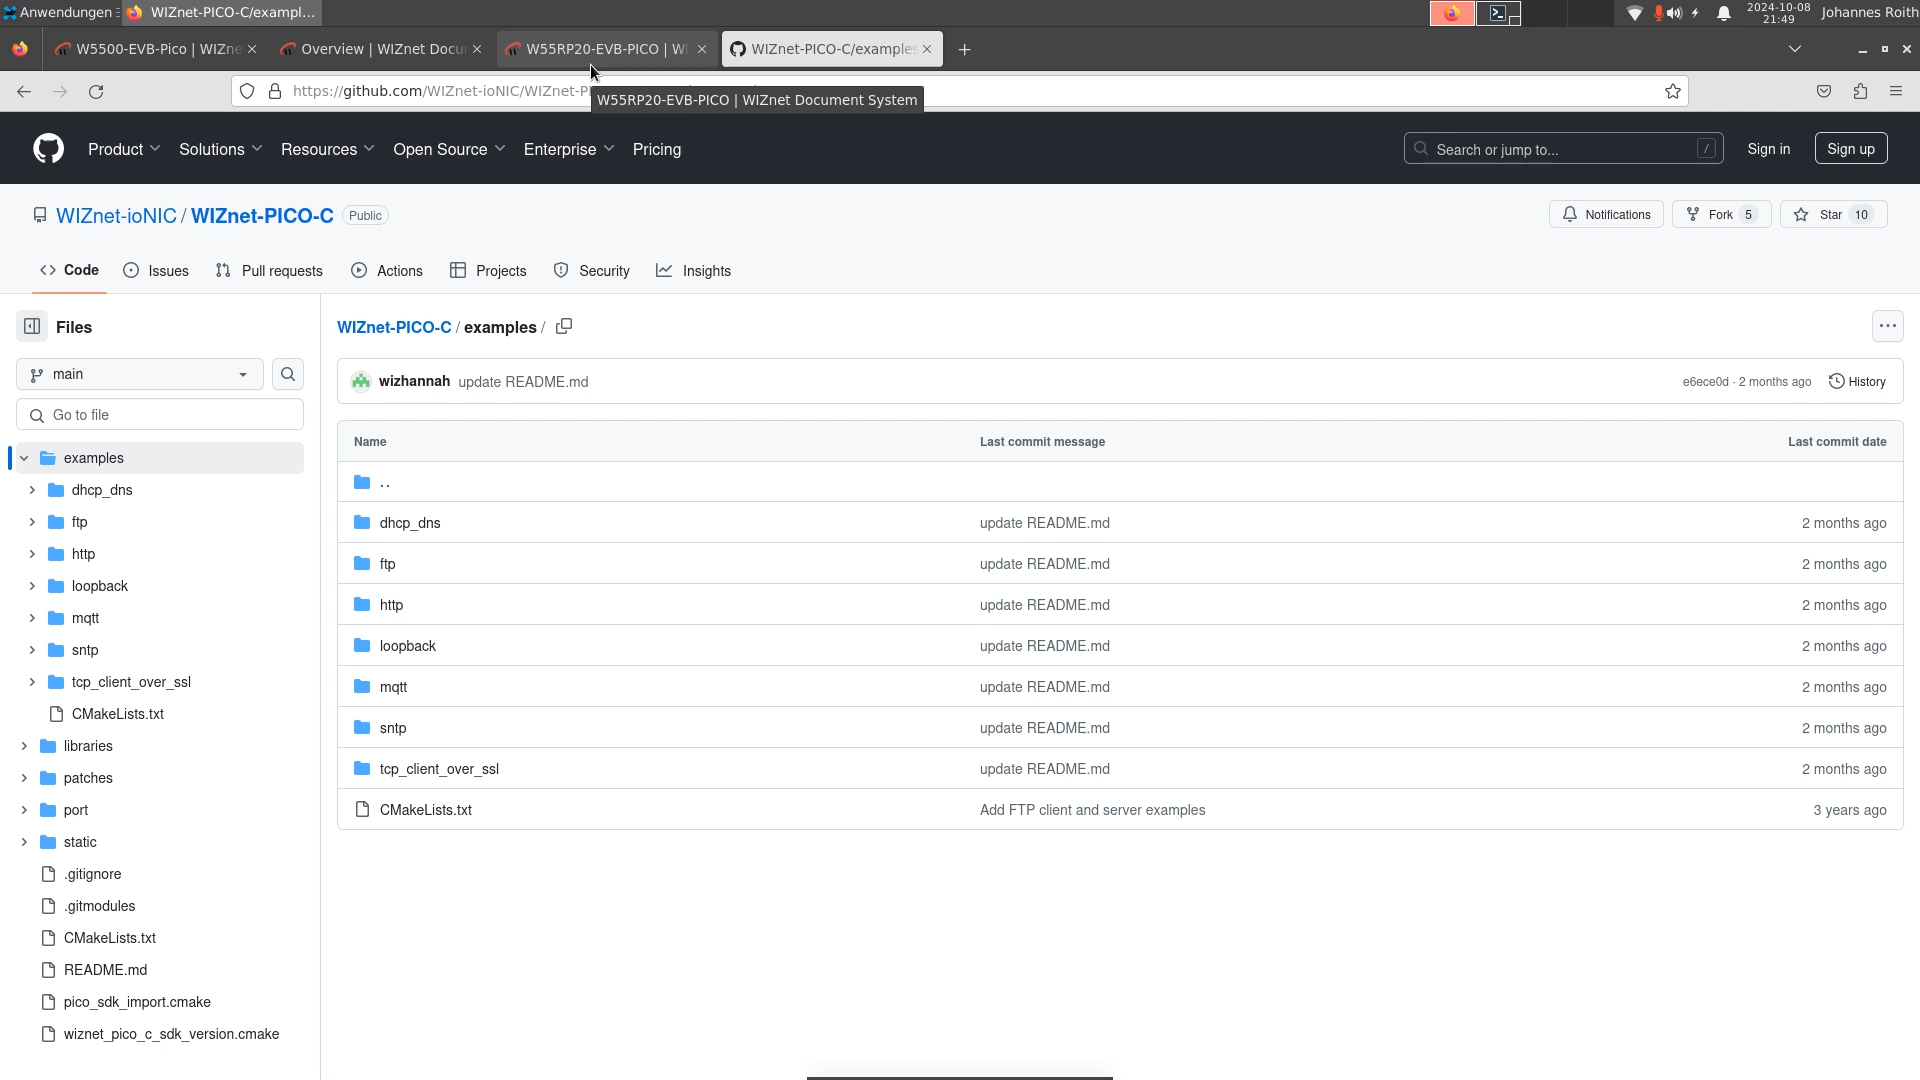 Anwendungen
WIZnet-PICO-C/exampl...
2024-10-08
21:49
Johannes Roith
W5500-EVB-Pico | WIZne
Overview | WIZnet Docu
W55RP20-EVB-PICO | W
WIZnet-PICO-C/examples
https://github.com/WIZnet-ioNIC/WIZnet-P
W55RP20-EVB-PICO | WIZnet Document System
Product
Solutions
Resources
Open Source
Enterprise
Pricing
Search or jump to...
/
Sign in
Sign up
WIZnet-ioNIC / WIZnet-PICO-C
Public
Notifications
Fork 5
Star 10
Code
Issues
Pull requests
Actions
Projects
Security
Insights
Files
main
Go to file
examples
dhcp_dns
ftp
http
loopback
mqtt
sntp
tcp_client_over_ssl
CMakeLists.txt
libraries
patches
port
static
.gitignore
.gitmodules
CMakeLists.txt
README.md
pico_sdk_import.cmake
wiznet_pico_c_sdk_version.cmake
WIZnet-PICO-C / examples /
wizhannah update README.md
e6ece0d · 2 months ago
History
Name Last commit message Last commit date
..
dhcp_dns update README.md 2 months ago
ftp update README.md 2 months ago
http update README.md 2 months ago
loopback update README.md 2 months ago
mqtt update README.md 2 months ago
sntp update README.md 2 months ago
tcp_client_over_ssl update README.md 2 months ago
CMakeLists.txt Add FTP client and server examples 3 years ago